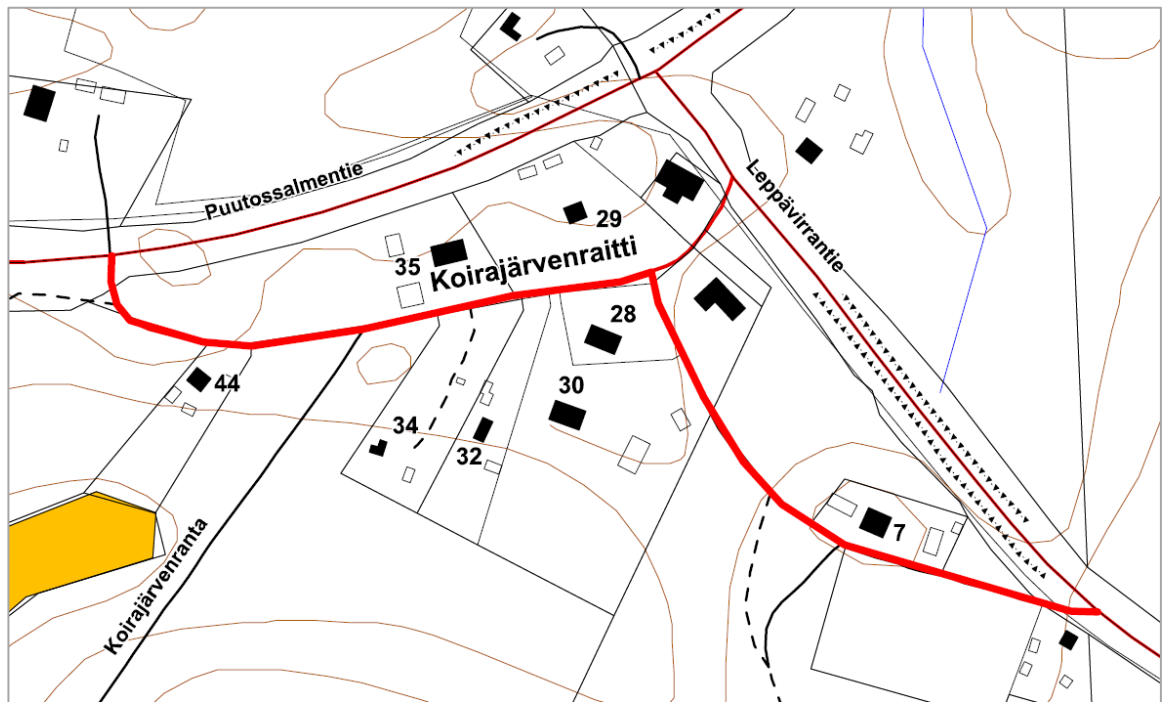 Puutossalmentie
Leppävirrantie
29
35
Koirajärvenraitti
28
44
30
34
32
7
Koirajärvenranta